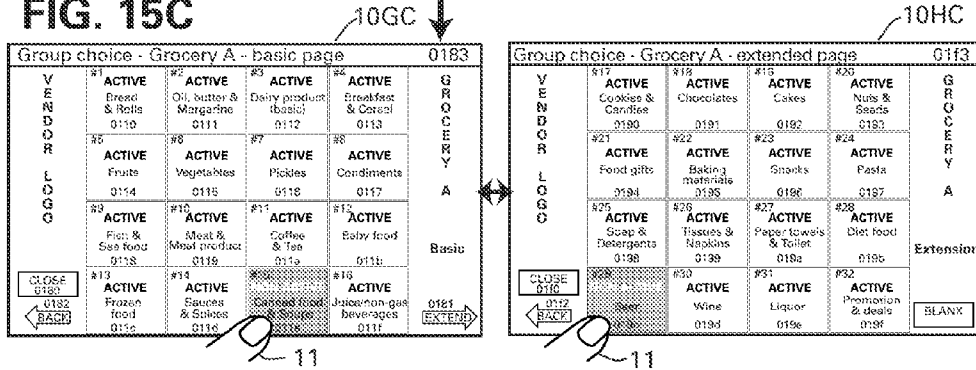 FIG. 15C
10GC
10HC
Group choice - Grocery A - basic page 0183
VENDOR LOGO
#1 ACTIVE Bread & Rolls 0110
#2 ACTIVE Oil, butter & Margarine 0111
#3 ACTIVE Dairy product (basic) 0112
#4 ACTIVE Breakfast & Cereal 0113
#5 ACTIVE Fruits 0114
#6 ACTIVE Vegetables 0115
#7 ACTIVE Pickles 0116
#8 ACTIVE Condiments 0117
#9 ACTIVE Fish & Sea food 0118
#10 ACTIVE Meat & Meat product 0119
#11 ACTIVE Coffee & Tea 011a
#12 ACTIVE Baby food 011b
#13 ACTIVE Frozen food 011c
#14 ACTIVE Sauces & Spices 011d
#15 Canned food & Soups
#16 ACTIVE Juice/non-gas beverages 011f
GROCERY A
Basic
CLOSE 0180
0182
BACK
0181
EXTEND
11
Group choice - Grocery A - extended page 01f3
VENDOR LOGO
#17 ACTIVE Cookies & Candies 0190
#18 ACTIVE Chocolates 0191
#19 ACTIVE Cakes 0192
#20 ACTIVE Nuts & Seeds 0193
#21 ACTIVE Food gifts 0194
#22 ACTIVE Baking materials 0195
#23 ACTIVE Snacks 0196
#24 ACTIVE Pasta 0197
#25 ACTIVE Soap & Detergents 0198
#26 ACTIVE Tissues & Napkins 0199
#27 ACTIVE Paper towels & Toilet 019a
#28 ACTIVE Diet food 019b
#29 Beer
#30 ACTIVE Wine 019d
#31 ACTIVE Liquor 019e
#32 ACTIVE Promotion & deals 019f
GROCERY A
Extension
CLOSE 01f0
01f2
BACK
BLANK
11